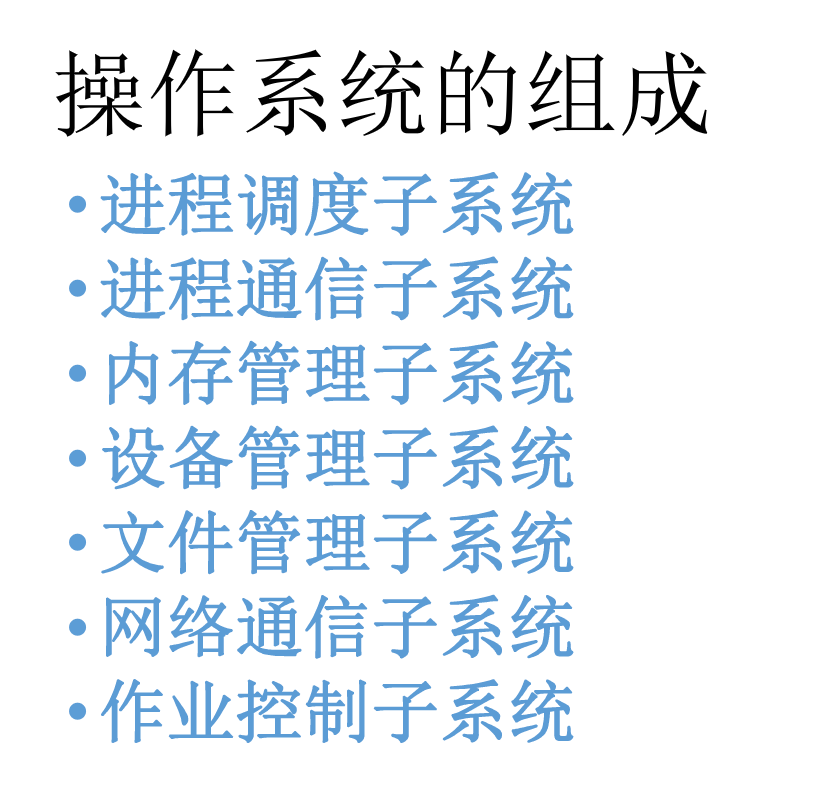 操作系统的组成
•进程调度子系统
•进程通信子系统
•内存管理子系统
•设备管理子系统
•文件管理子系统
•网络通信子系统
•作业控制子系统